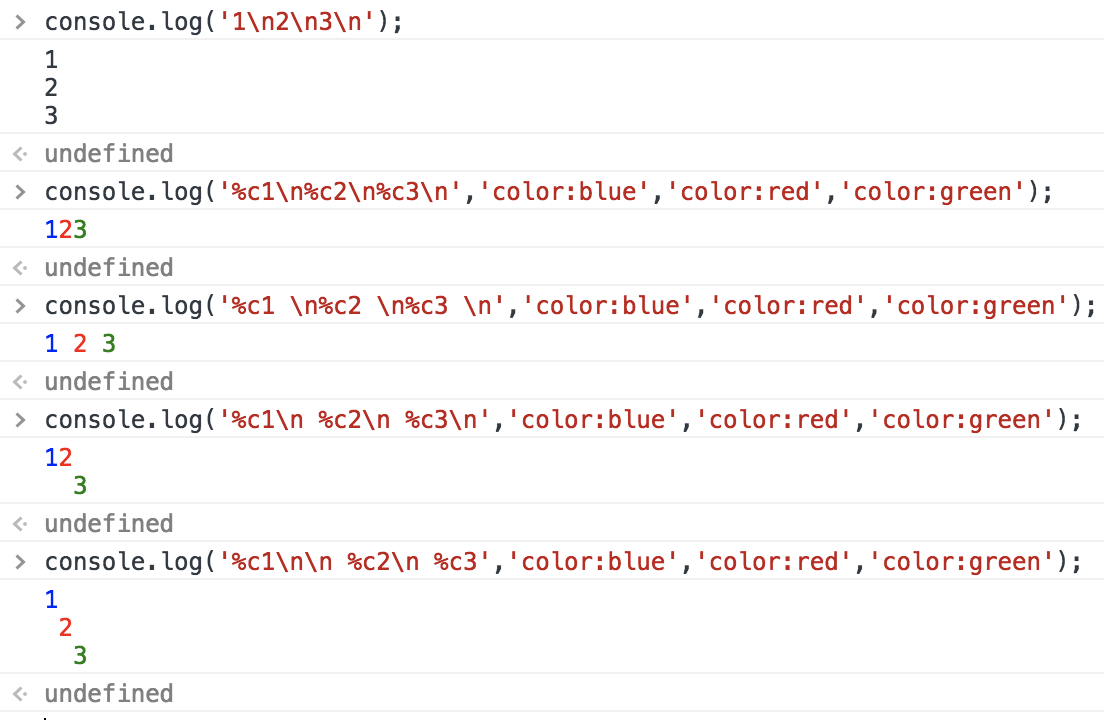 > console.log('1\n2\n3\n');
1
2
3
<· undefined
> console.log('%c1\n%c2\n%c3\n','color:blue','color:red','color:green');
123
<· undefined
> console.log('%c1 \n%c2 \n%c3 \n','color:blue','color:red','color:green');
1 2 3
<· undefined
> console.log('%c1\n %c2\n %c3\n','color:blue','color:red','color:green');
12
  3
<· undefined
> console.log('%c1\n\n %c2\n %c3','color:blue','color:red','color:green');
1
 2
  3
<· undefined